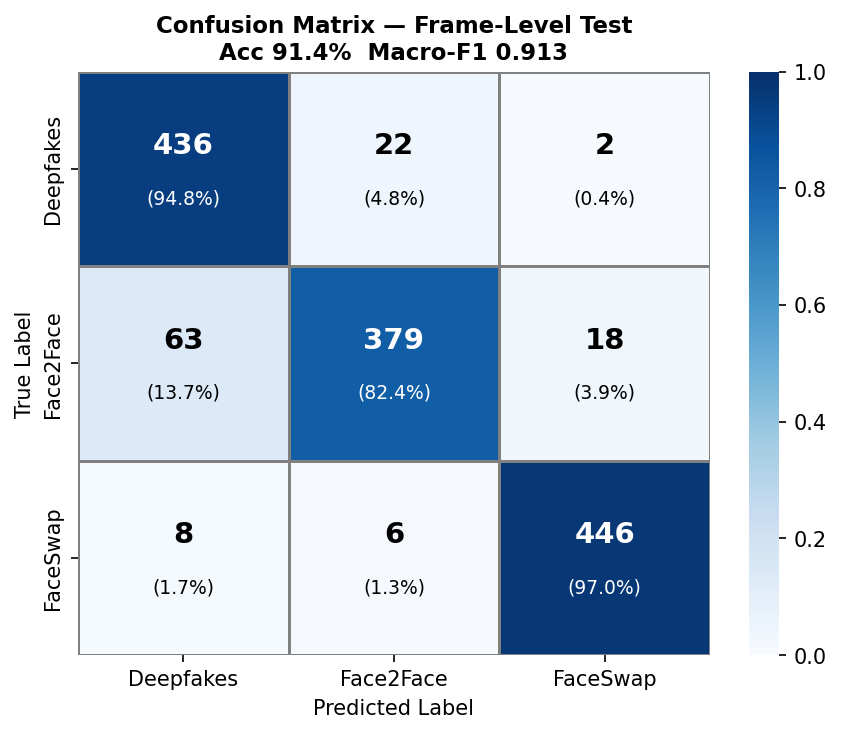 Confusion Matrix — Frame-Level Test
Acc 91.4%  Macro-F1 0.913
True Label
Deepfakes
436
22
2
(94.8%)
(4.8%)
(0.4%)
Face2Face
63
379
18
(13.7%)
(82.4%)
(3.9%)
FaceSwap
8
6
446
(1.7%)
(1.3%)
(97.0%)
Deepfakes
Face2Face
FaceSwap
Predicted Label
1.0
0.8
0.6
0.4
0.2
0.0